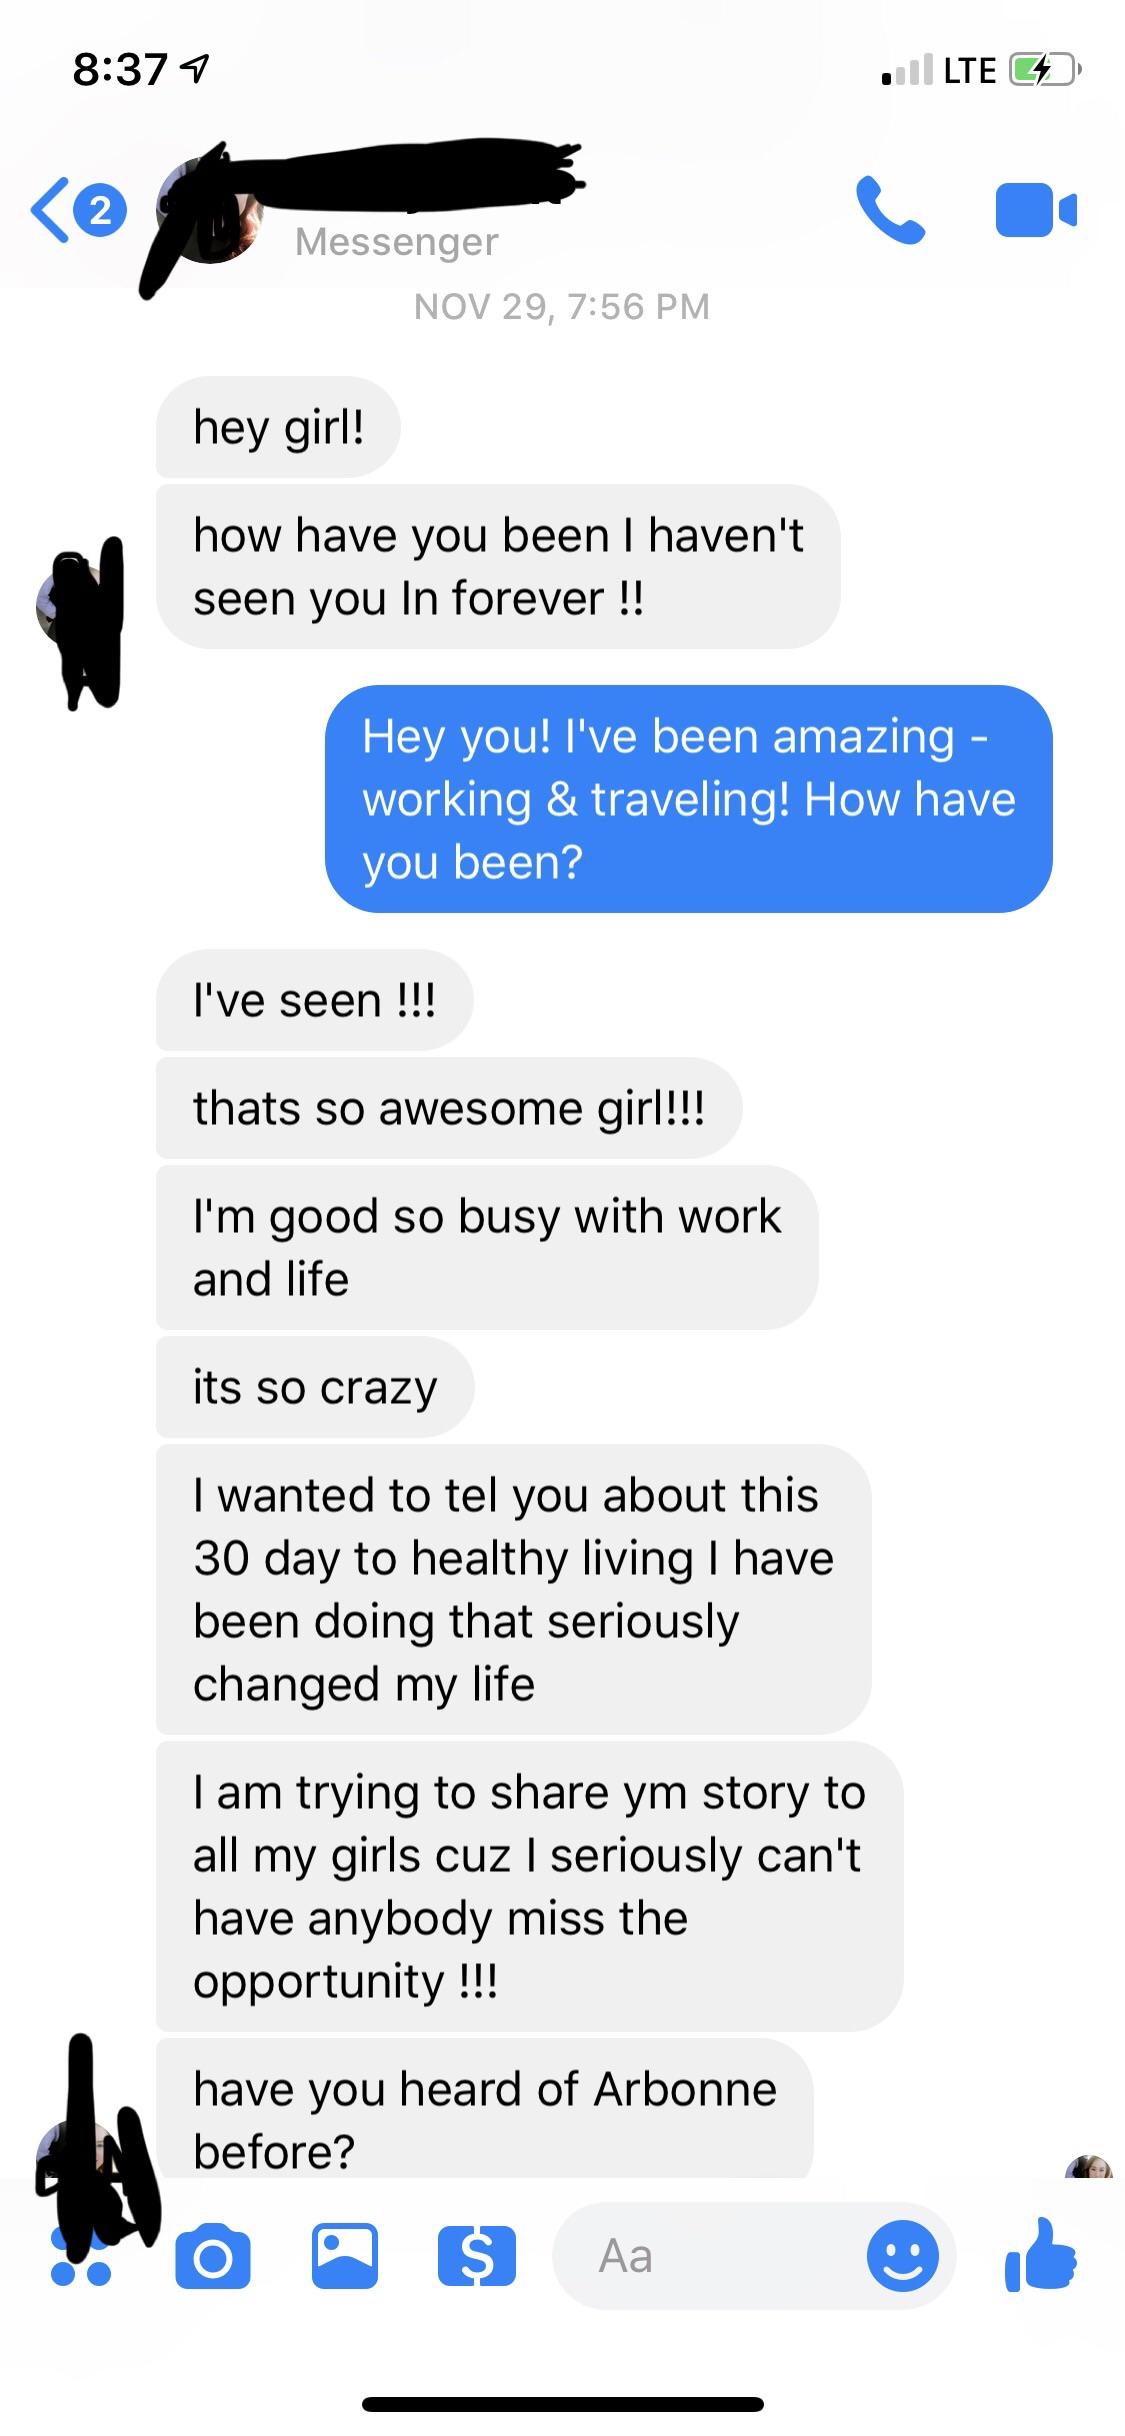 8:37
LTE
2
Messenger
NOV 29, 7:56 PM
hey girl!
how have you been I haven't
seen you In forever !!
Hey you! I've been amazing -
working & traveling! How have
you been?
I've seen !!!
thats so awesome girl!!!
I'm good so busy with work
and life
its so crazy
I wanted to tel you about this
30 day to healthy living I have
been doing that seriously
changed my life
I am trying to share ym story to
all my girls cuz I seriously can't
have anybody miss the
opportunity !!!
have you heard of Arbonne
before?
$
Aa